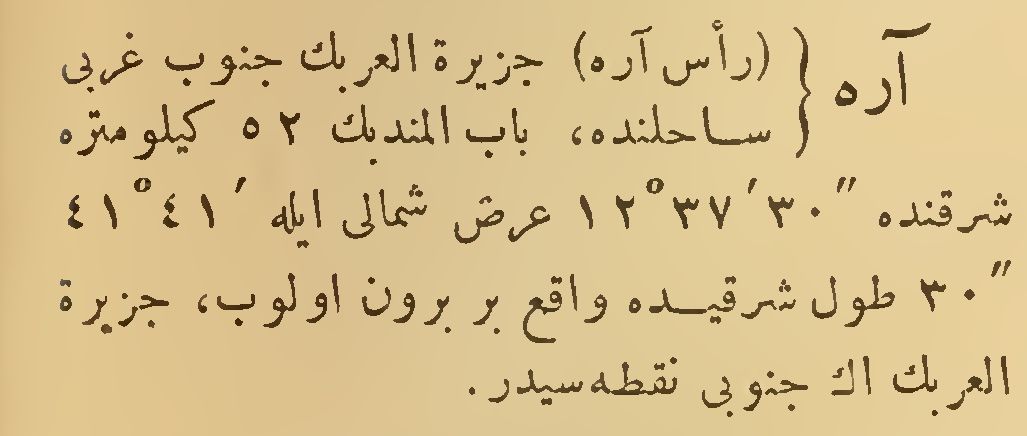 آره { (رأس آره) جزيرة العربك جنوب غربی
ساحلنده، باب المندبك ٥٢ كيلومتره
شرقنده ″٣٠ ′٣٧ °١٢ عرض شمالی ايله ′٤١ °٤١
″٣٠ طول شرقيده واقع بر برون اولوب، جزيرة
العربك اك جنوبی نقطه سيدر.